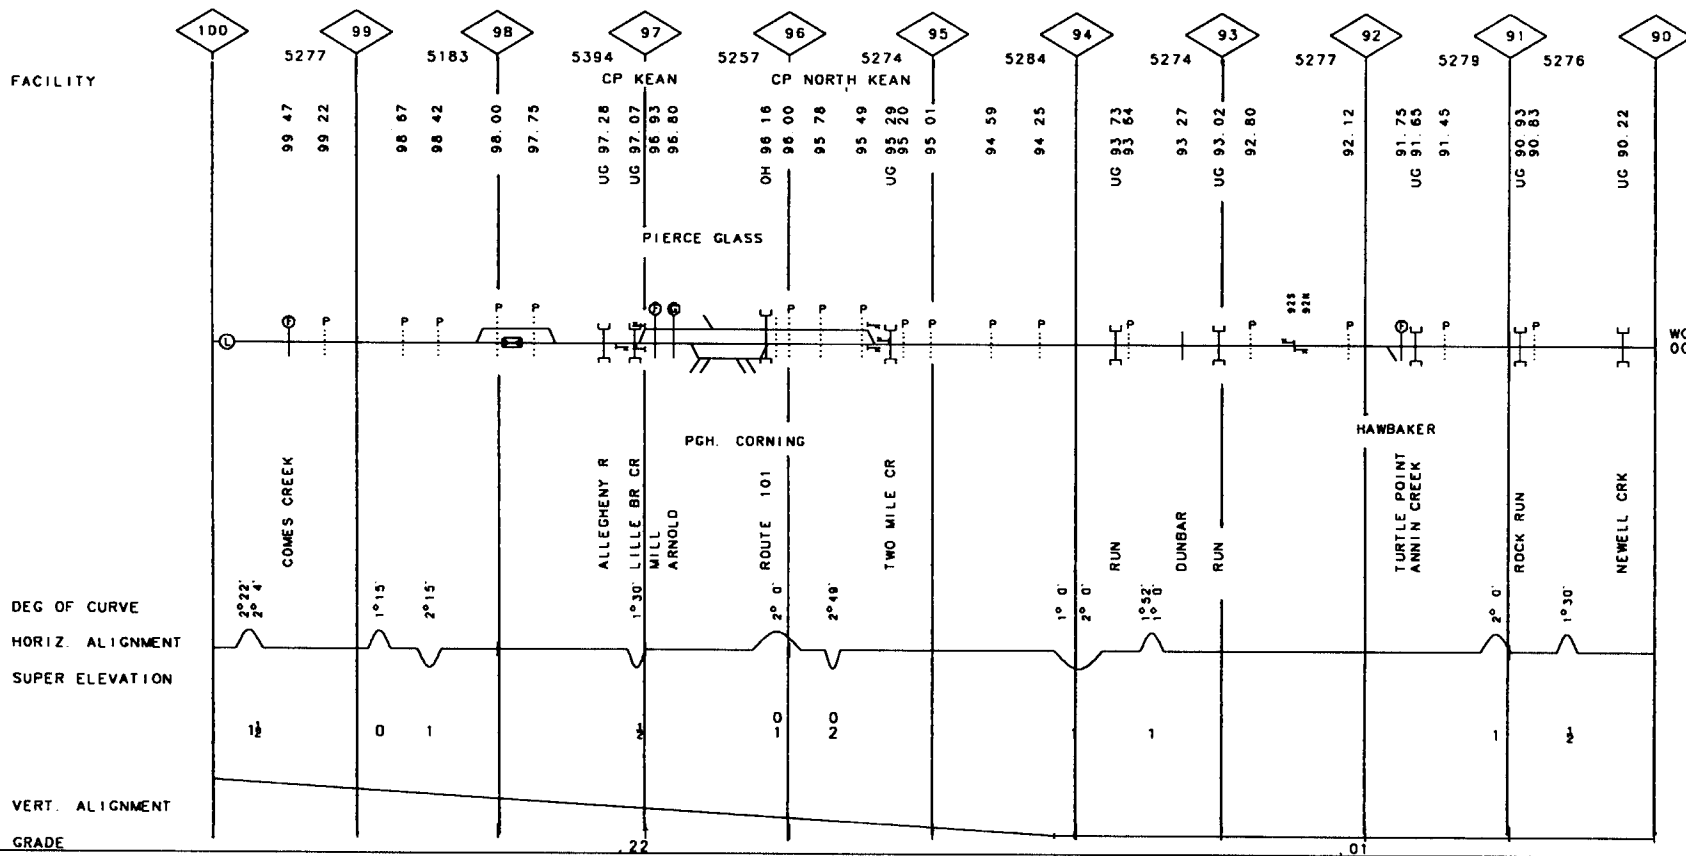 100 99 98 97 96 95 94 93 92 91 90
5277 5183 5394 5257 5274 5284 5274 5277 5279 5276
FACILITY
CP KEAN CP NORTH KEAN
99 47
99 22
98 67
98 42
98.00
97.75
UG 97.28
UG 97.07
96 93
96.80
OH 96 16
96.00
95 78
95 49
UG 95 29
95 20
95 01
94 59
94 25
UG 93 73
93 64
93 27
UG 93.02
92.80
92.12
91.75
UG 91.65
91.45
UG 90.93
90.83
UG 90.22
PIERCE GLASS
92S
92N
P P P P P P P P P P P P P P P P P
L F F F
PGH. CORNING
HAWBAKER
COMES CREEK
ALLEGHENY R
LILLE BR CR
MILL
ARNOLD
ROUTE 101
TWO MILE CR
RUN
DUNBAR
RUN
TURTLE POINT
ANNIN CREEK
ROCK RUN
NEWELL CRK
DEG OF CURVE
2°22'
2° 4'
1°15'
2°15'
1°30'
2° 0'
2°49'
1° 0'
2° 0'
1°52'
1° 0'
2° 0'
1°30'
HORIZ. ALIGNMENT
SUPER ELEVATION
0 0
1½ 0 1 ½ 1 2 1 1 1 ½
VERT. ALIGNMENT
GRADE
.22 .01